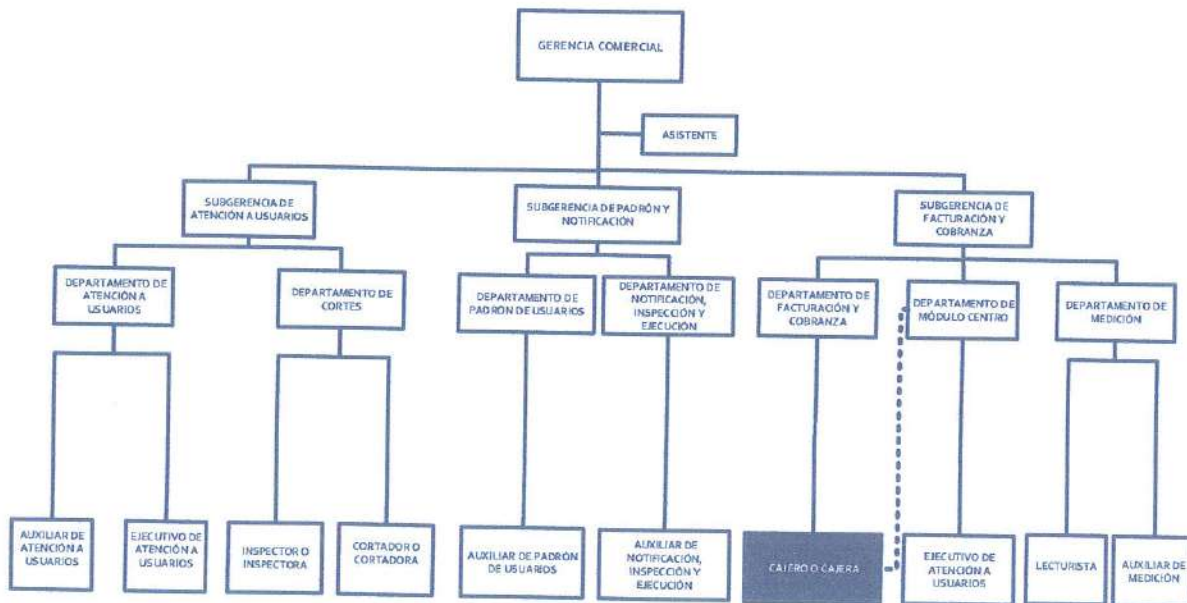 GERENCIA COMERCIAL
ASISTENTE
SUBGERENCIA DE
ATENCIÓN A USUARIOS
SUBGERENCIA DE PADRÓN Y
NOTIFICACIÓN
SUBGERENCIA DE
FACTURACIÓN Y
COBRANZA
DEPARTAMENTO DE
ATENCIÓN A
USUARIOS
DEPARTAMENTO DE
CORTES
DEPARTAMENTO DE
PADRÓN DE USUARIOS
DEPARTAMENTO DE
NOTIFICACIÓN,
INSPECCIÓN Y
EJECUCIÓN
DEPARTAMENTO DE
FACTURACIÓN Y
COBRANZA
DEPARTAMENTO DE
MÓDULO CENTRO
DEPARTAMENTO DE
MEDICIÓN
AUXILIAR DE
ATENCIÓN A
USUARIOS
EJECUTIVO DE
ATENCIÓN A
USUARIOS
INSPECTOR O
INSPECTORA
CORTADOR O
CORTADORA
AUXILIAR DE PADRÓN
DE USUARIOS
AUXILIAR DE
NOTIFICACIÓN,
INSPECCIÓN Y
EJECUCIÓN
CAJERO O CAJERA
EJECUTIVO DE
ATENCIÓN A
USUARIOS
LECTURISTA
AUXILIAR DE
MEDICIÓN